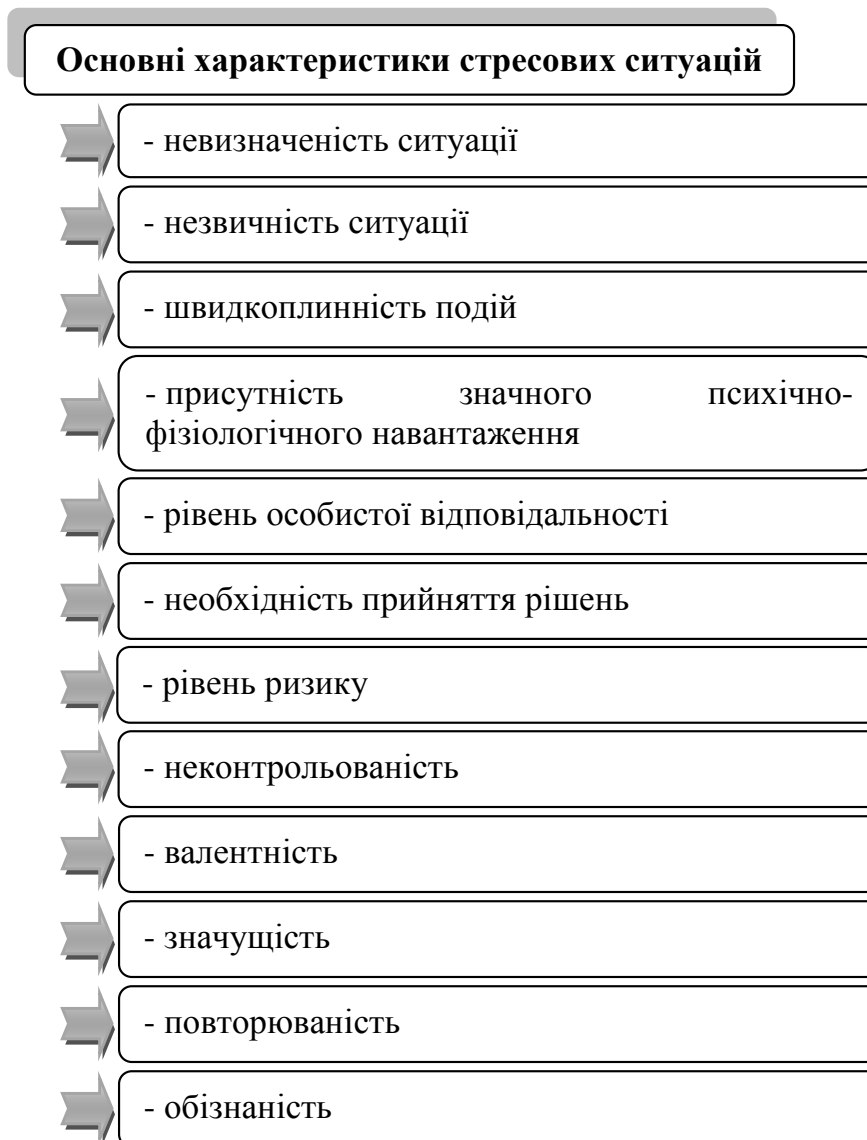 Основні характеристики стресових ситуацій
- невизначеність ситуації
- незвичність ситуації
- швидкоплинність подій
- присутність значного психічно-
фізіологічного навантаження
- рівень особистої відповідальності
- необхідність прийняття рішень
- рівень ризику
- неконтрольованість
- валентність
- значущість
- повторюваність
- обізнаність